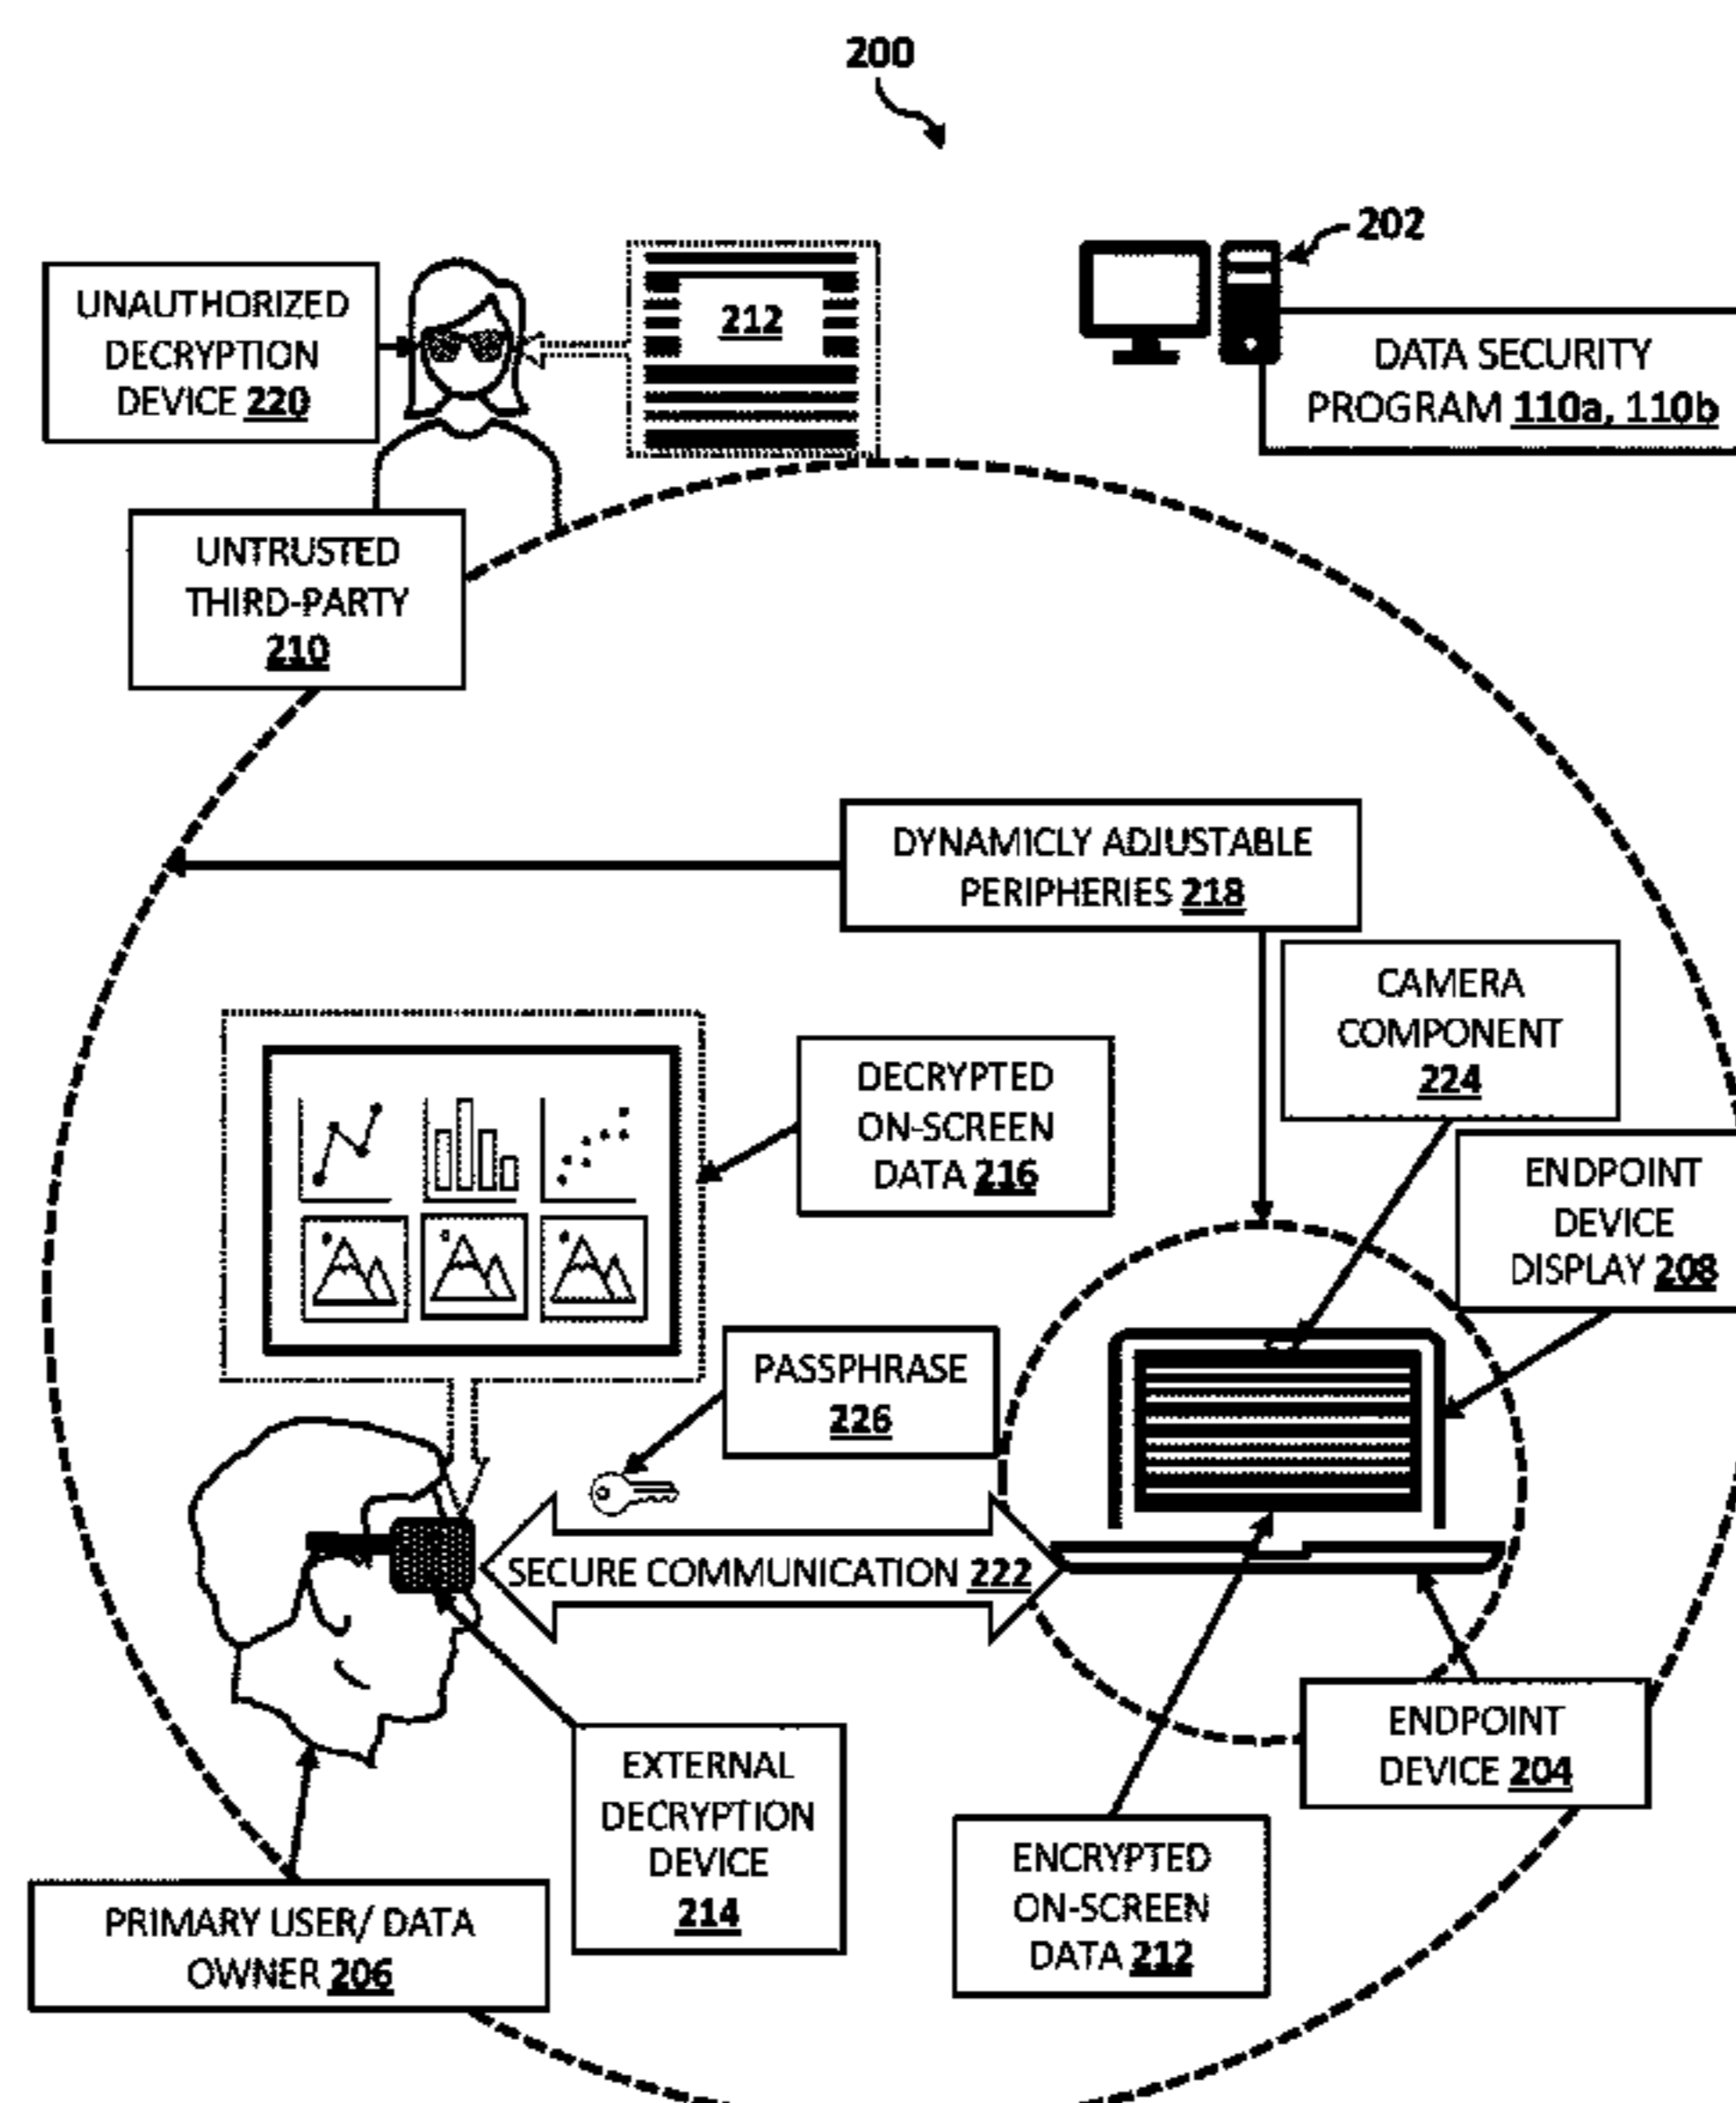 200
202
UNAUTHORIZED
DECRYPTION
DEVICE 220
212
DATA SECURITY
PROGRAM 110a, 110b
UNTRUSTED
THIRD-PARTY
210
DYNAMICLY ADJUSTABLE
PERIPHERIES 218
CAMERA
COMPONENT
224
DECRYPTED
ON-SCREEN
DATA 216
ENDPOINT
DEVICE
DISPLAY 208
PASSPHRASE
226
SECURE COMMUNICATION 222
ENDPOINT
DEVICE 204
EXTERNAL
DECRYPTION
DEVICE
214
ENCRYPTED
ON-SCREEN
DATA 212
PRIMARY USER/ DATA
OWNER 206